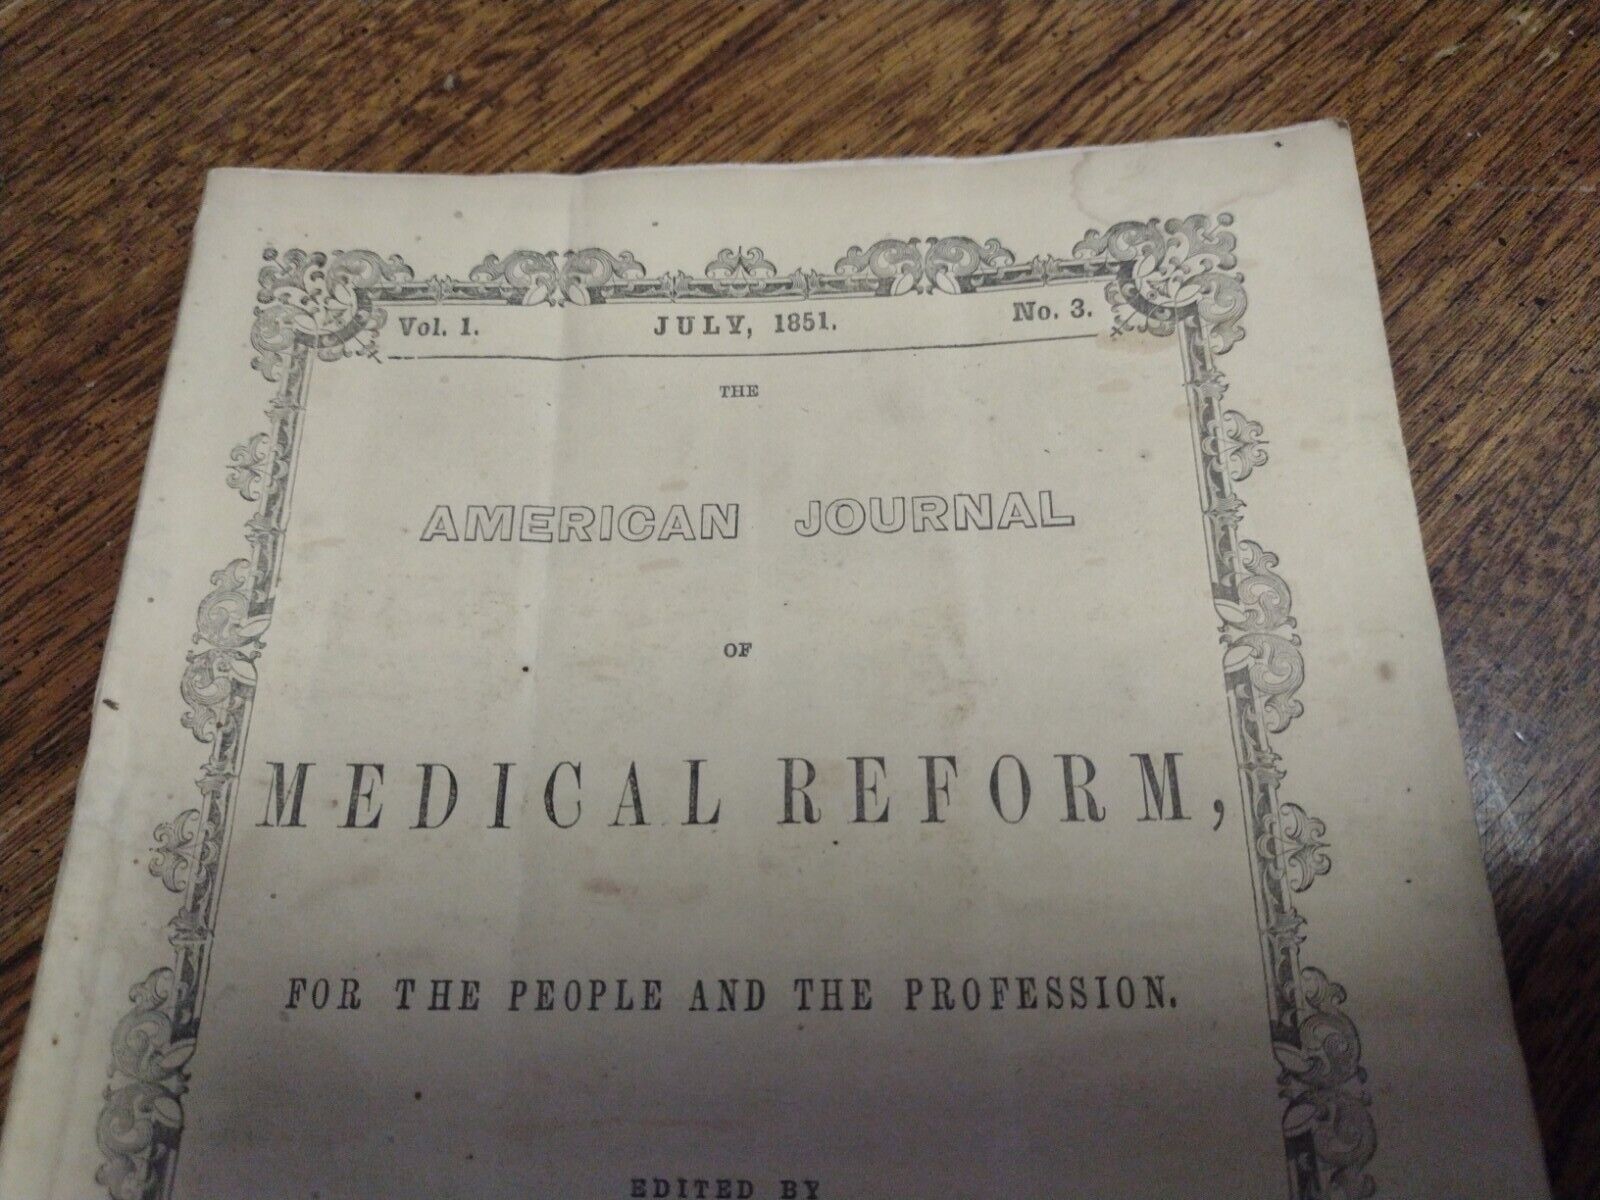 Vol. 1. JULY, 1851. No. 3.
THE
AMERICAN JOURNAL
OF
MEDICAL REFORM,
FOR THE PEOPLE AND THE PROFESSION.
EDITED BY